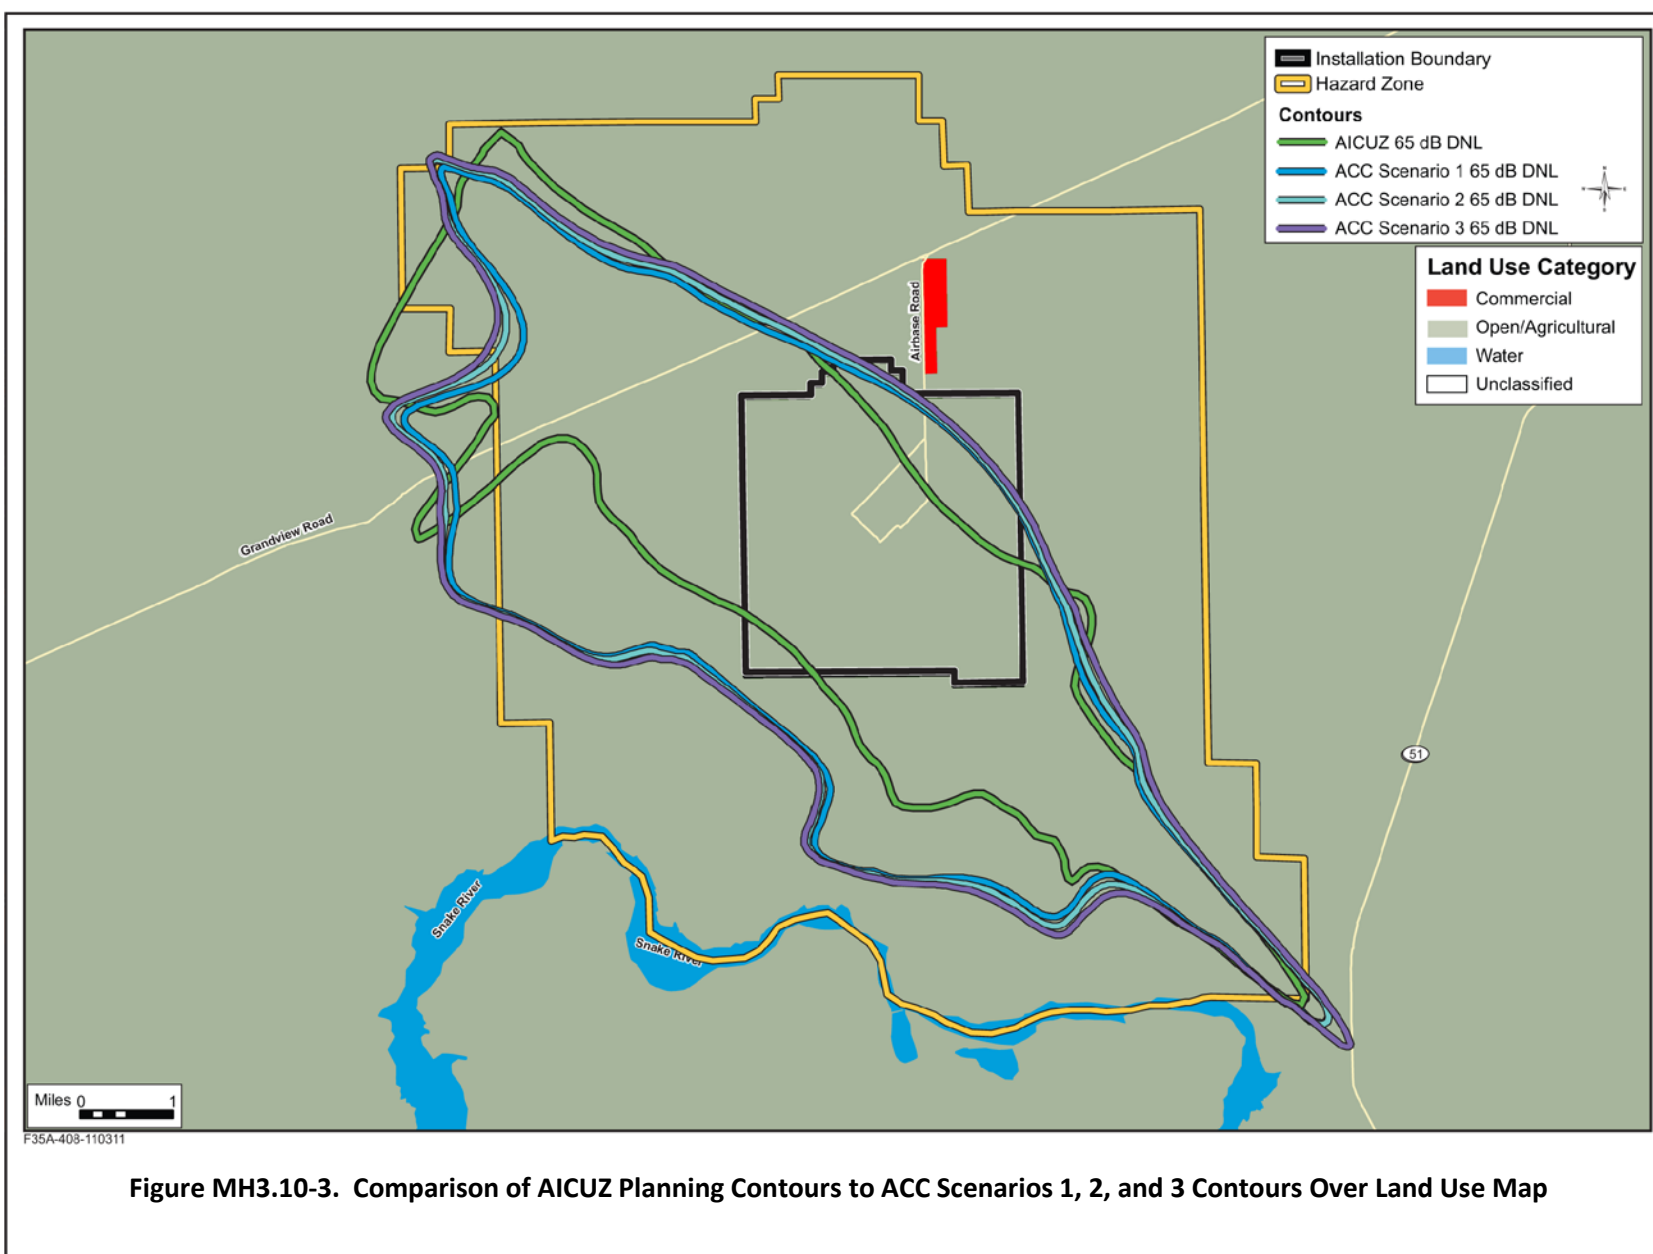 Installation Boundary
Hazard Zone
Contours
AICUZ 65 dB DNL
ACC Scenario 1 65 dB DNL
ACC Scenario 2 65 dB DNL
ACC Scenario 3 65 dB DNL
Land Use Category
Commercial
Open/Agricultural
Water
Unclassified
Airbase Road
Grandview Road
51
Snake River
Snake River
Miles 0 1
F35A-408-110311
Figure MH3.10-3. Comparison of AICUZ Planning Contours to ACC Scenarios 1, 2, and 3 Contours Over Land Use Map